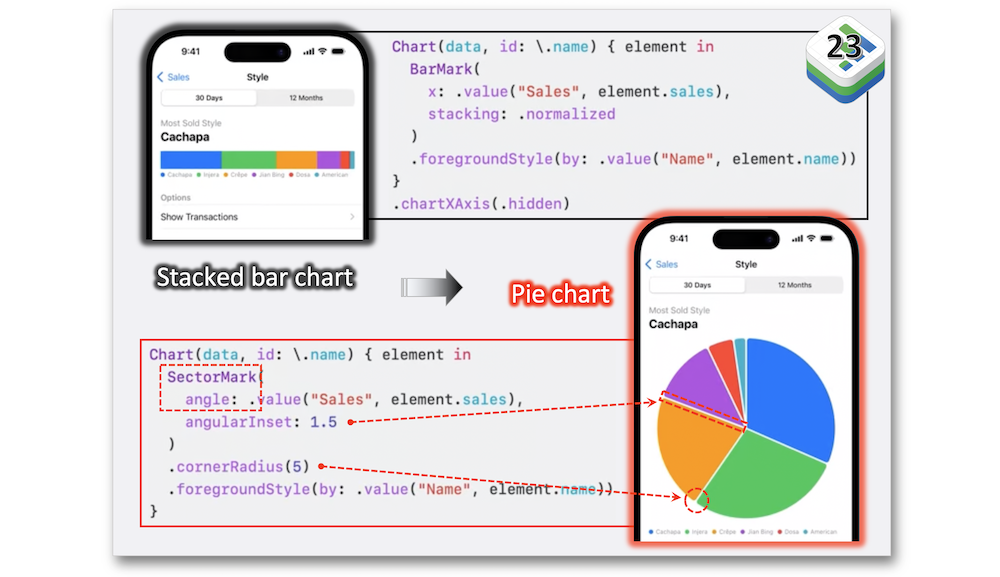 9:41
Sales
Style
30 Days
12 Months
Most Sold Style
Cachapa
Cachapa Injera Crêpe Jian Bing Dosa American
Options
Show Transactions
Chart(data, id: \.name) { element in
BarMark(
x: .value("Sales", element.sales),
stacking: .normalized
)
.foregroundStyle(by: .value("Name", element.name))
}
.chartXAxis(.hidden)
23
Stacked bar chart
Pie chart
Chart(data, id: \.name) { element in
SectorMark(
angle: .value("Sales", element.sales),
angularInset: 1.5
)
.cornerRadius(5)
.foregroundStyle(by: .value("Name", element.name))
}
9:41
Sales
Style
30 Days
12 Months
Most Sold Style
Cachapa
Cachapa Injera Crêpe Jian Bing Dosa American